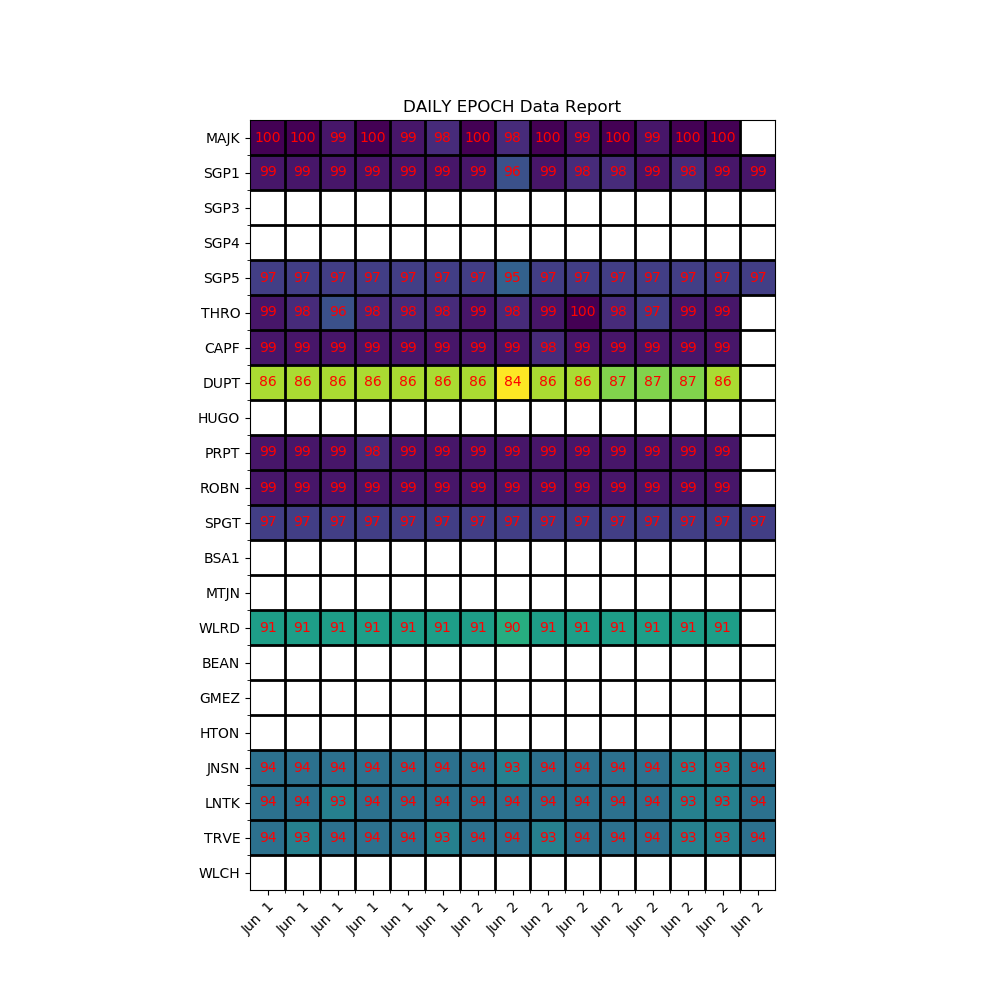 DAILY EPOCH Data Report
MAJK 100 100 99 100 99 98 100 98 100 99 100 99 100 100
SGP1 99 99 99 99 99 99 99 96 99 98 98 99 98 99 99
SGP3
SGP4
SGP5 97 97 97 97 97 97 97 95 97 97 97 97 97 97 97
THRO 99 98 96 98 98 98 99 98 99 100 98 97 99 99
CAPF 99 99 99 99 99 99 99 99 98 99 99 99 99 99
DUPT 86 86 86 86 86 86 86 84 86 86 87 87 87 86
HUGO
PRPT 99 99 99 98 99 99 99 99 99 99 99 99 99 99
ROBN 99 99 99 99 99 99 99 99 99 99 99 99 99 99
SPGT 97 97 97 97 97 97 97 97 97 97 97 97 97 97 97
BSA1
MTJN
WLRD 91 91 91 91 91 91 91 90 91 91 91 91 91 91
BEAN
GMEZ
HTON
JNSN 94 94 94 94 94 94 94 93 94 94 94 94 93 93 94
LNTK 94 94 93 94 94 94 94 94 94 94 94 94 93 93 94
TRVE 94 93 94 94 94 93 94 94 93 94 94 94 93 93 94
WLCH
Jun 1 Jun 1 Jun 1 Jun 1 Jun 1 Jun 1 Jun 2 Jun 2 Jun 2 Jun 2 Jun 2 Jun 2 Jun 2 Jun 2 Jun 2